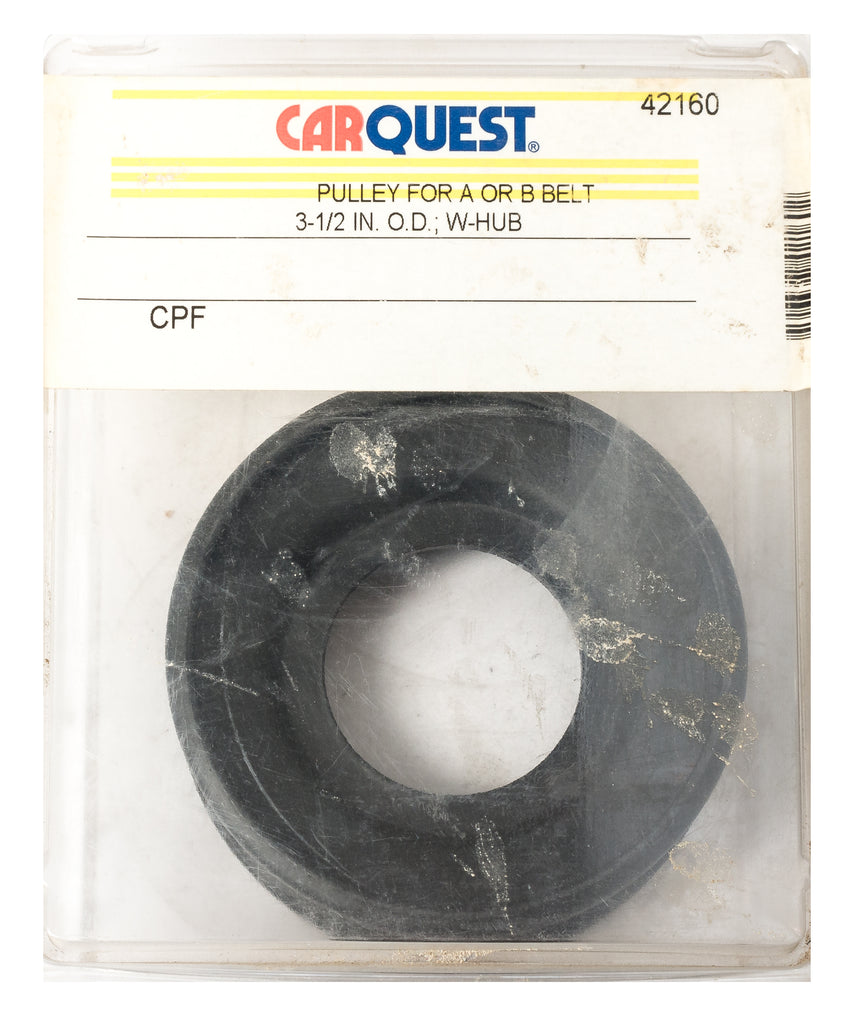 CARQUEST®
42160
PULLEY FOR A OR B BELT
3-1/2 IN. O.D.; W-HUB
CPF